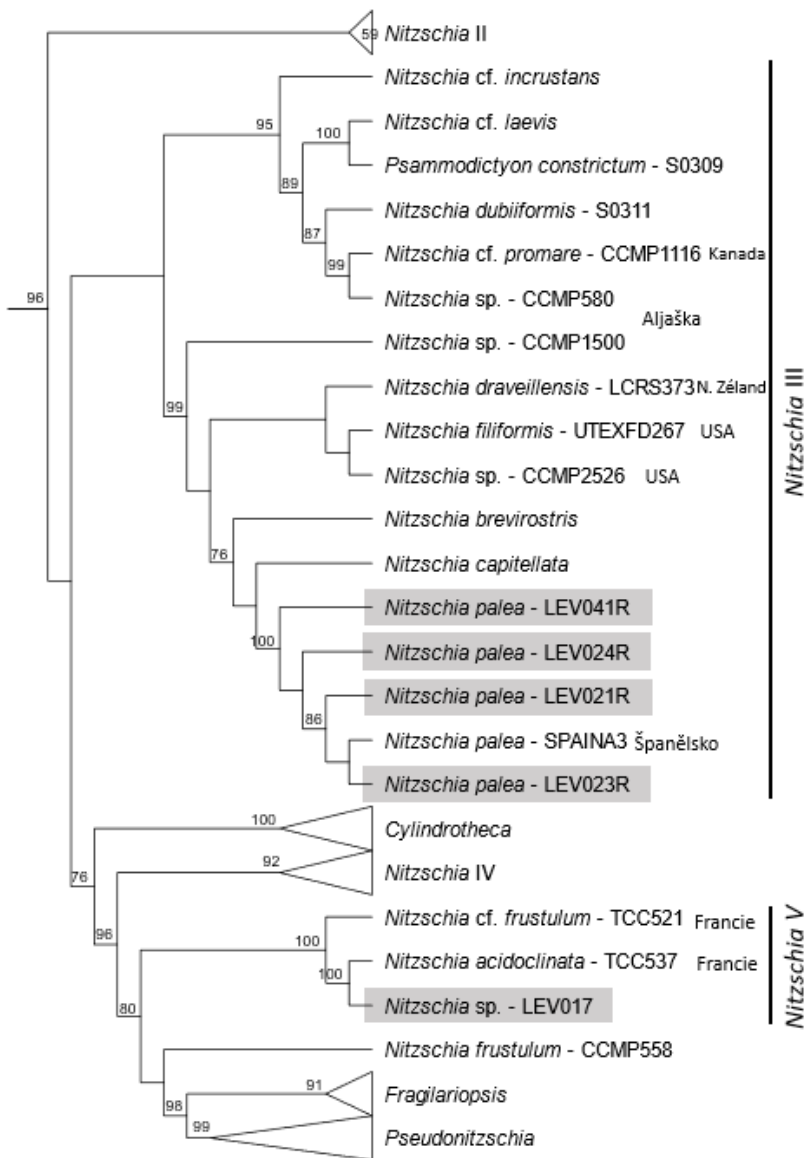 59 Nitzschia II
Nitzschia cf. incrustans
95
Nitzschia cf. laevis
100
Psammodictyon constrictum - S0309
89
Nitzschia dubiiformis - S0311
87
Nitzschia cf. promare - CCMP1116 Kanada
99
96
Nitzschia sp. - CCMP580
Aljaška
Nitzschia sp. - CCMP1500
Nitzschia draveillensis - LCRS373 N. Zéland
99
Nitzschia filiformis - UTEXFD267 USA
Nitzschia sp. - CCMP2526 USA
Nitzschia brevirostris
76
Nitzschia capitellata
Nitzschia palea - LEV041R
100
Nitzschia palea - LEV024R
Nitzschia palea - LEV021R
86
Nitzschia palea - SPAINA3 Španělsko
Nitzschia palea - LEV023R
Nitzschia III
100
Cylindrotheca
76
92
Nitzschia IV
Nitzschia cf. frustulum - TCC521 Francie
96
100
Nitzschia acidoclinata - TCC537 Francie
100
Nitzschia sp. - LEV017
80
Nitzschia V
Nitzschia frustulum - CCMP558
91
Fragilariopsis
98
99
Pseudonitzschia